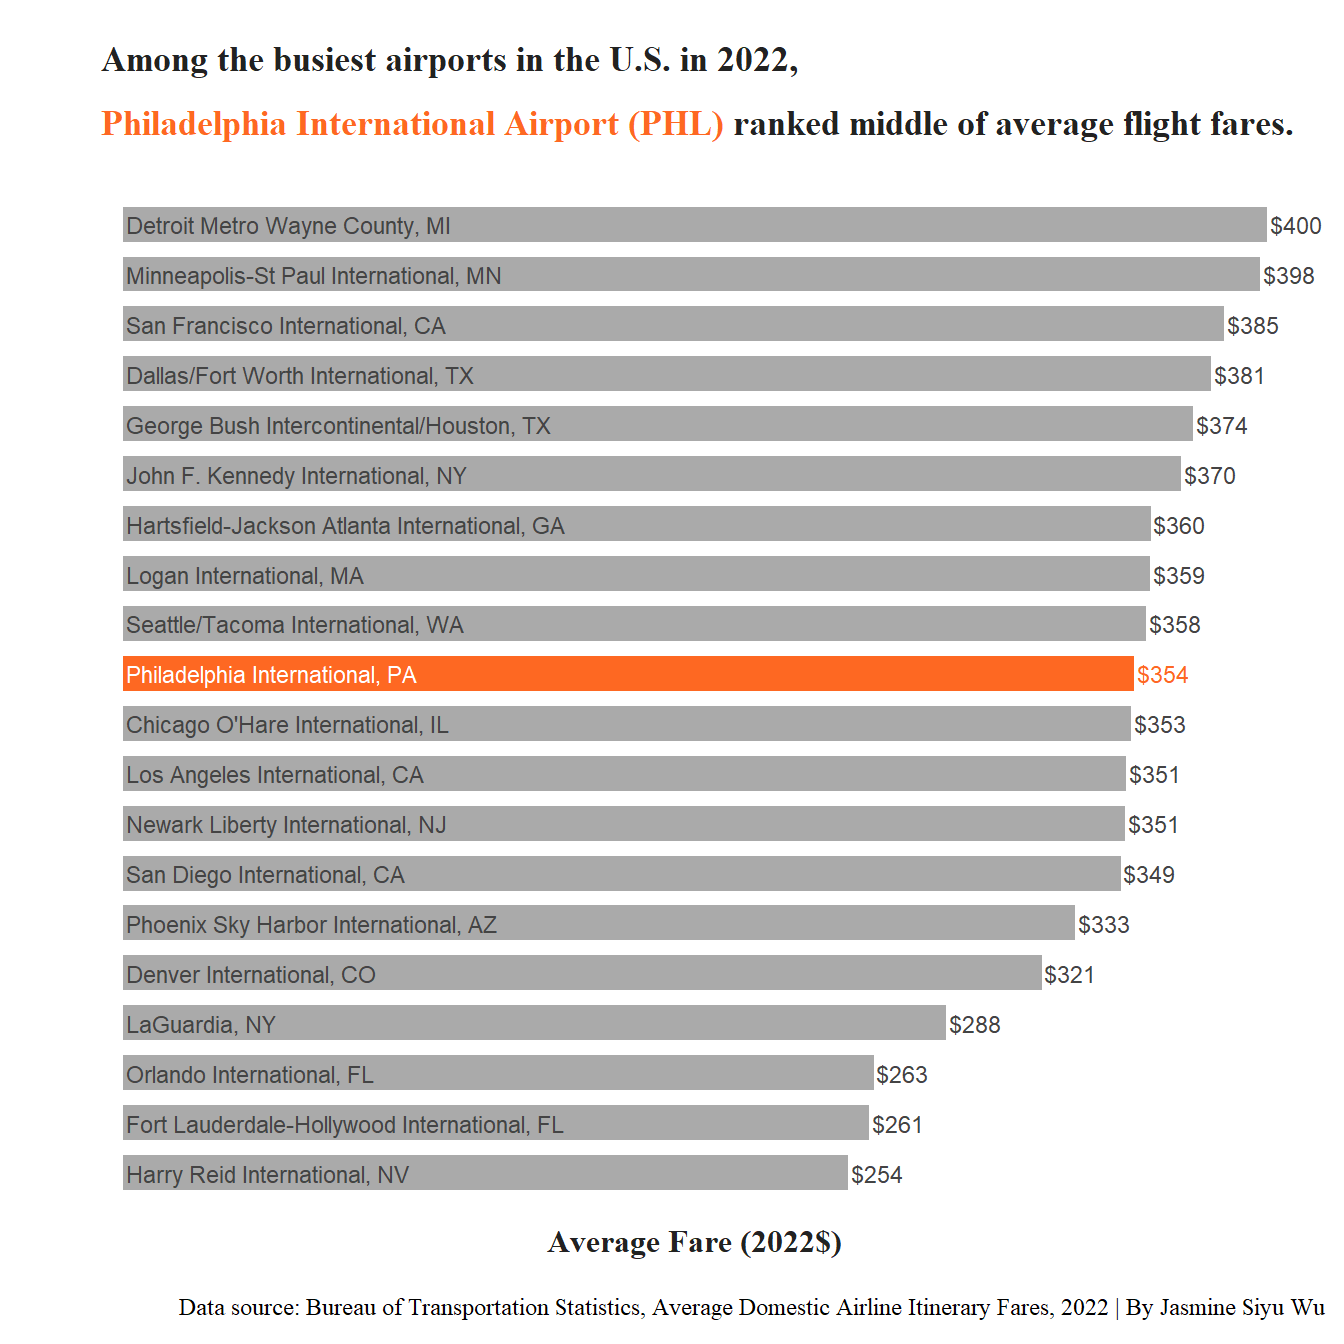 Among the busiest airports in the U.S. in 2022,
Philadelphia International Airport (PHL) ranked middle of average flight fares.
Detroit Metro Wayne County, MI $400
Minneapolis-St Paul International, MN $398
San Francisco International, CA $385
Dallas/Fort Worth International, TX $381
George Bush Intercontinental/Houston, TX $374
John F. Kennedy International, NY $370
Hartsfield-Jackson Atlanta International, GA $360
Logan International, MA $359
Seattle/Tacoma International, WA $358
Philadelphia International, PA $354
Chicago O'Hare International, IL $353
Los Angeles International, CA $351
Newark Liberty International, NJ $351
San Diego International, CA $349
Phoenix Sky Harbor International, AZ $333
Denver International, CO $321
LaGuardia, NY $288
Orlando International, FL $263
Fort Lauderdale-Hollywood International, FL $261
Harry Reid International, NV $254
Average Fare (2022$)
Data source: Bureau of Transportation Statistics, Average Domestic Airline Itinerary Fares, 2022 | By Jasmine Siyu Wu